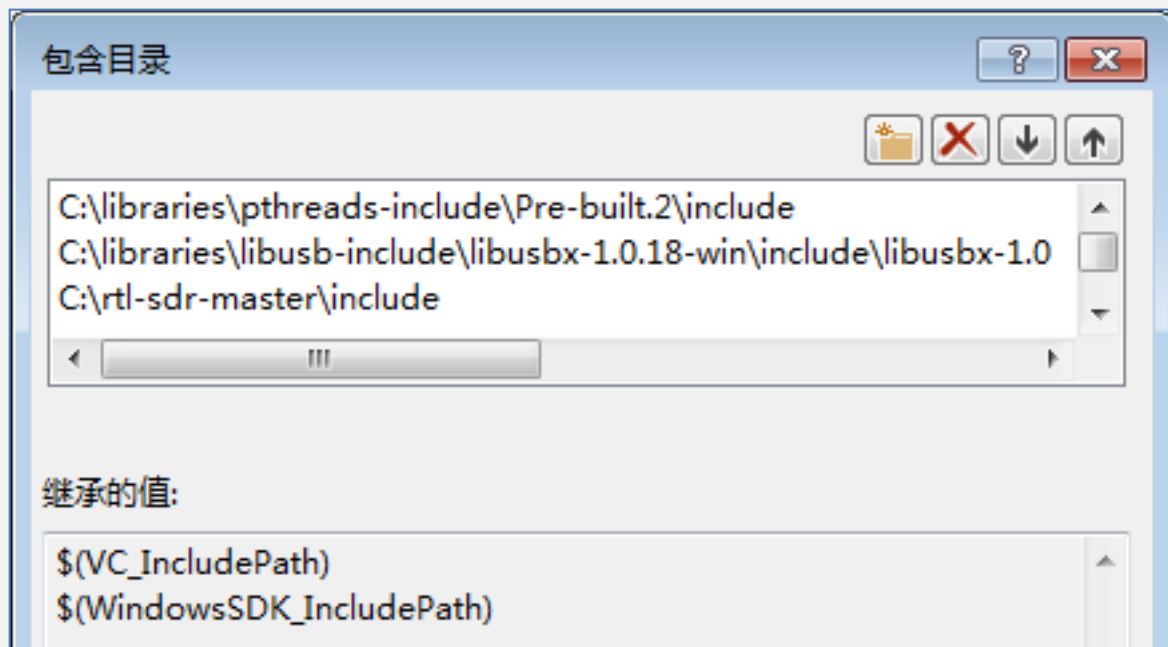 包含目录
C:\libraries\pthreads-include\Pre-built.2\include
C:\libraries\libusb-include\libusbx-1.0.18-win\include\libusbx-1.0
C:\rtl-sdr-master\include
继承的值:
$(VC_IncludePath)
$(WindowsSDK_IncludePath)